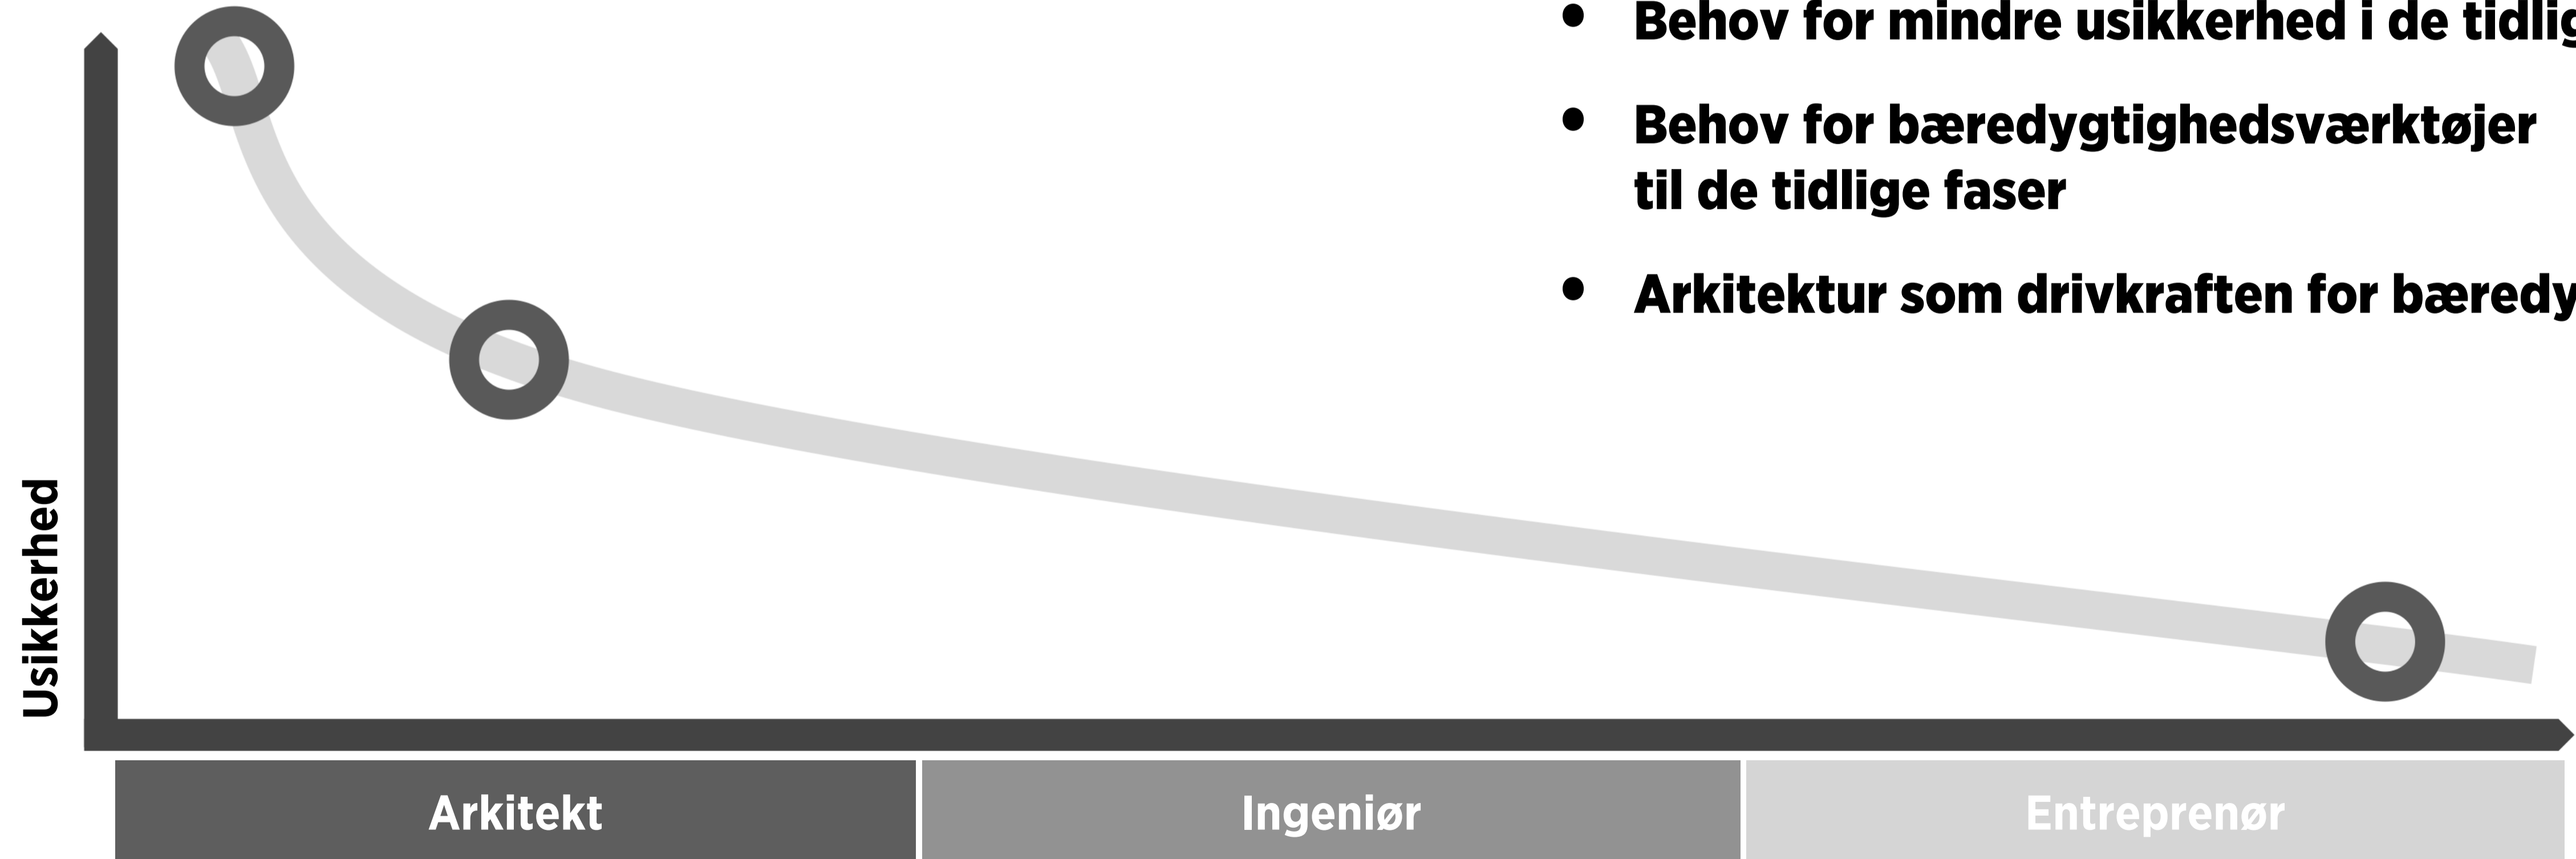 Behov for mindre usikkerhed i de tidlig
Behov for bæredygtighedsværktøjer
til de tidlige faser
Arkitektur som drivkraften for bæredy
Usikkerhed
Arkitekt
Ingeniør
Entreprenør